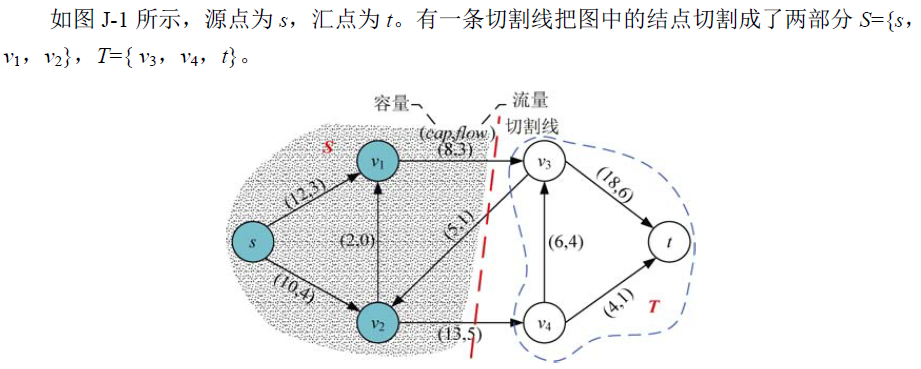 如图 J-1 所示，源点为 s，汇点为 t。有一条切割线把图中的结点切割成了两部分 S={s，
v1，v2}，T={ v3，v4，t}。
容量 流量
(cap,flow) 切割线
S (8,3)
v1 v3
(12,3) (18,6)
(5,1)
s (2,0) (6,4) t
(10,4) (4,1) T
v2 v4
(13,5)